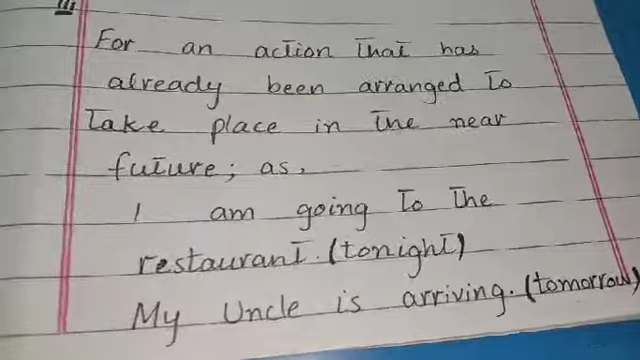 iii
For an action that has
already been arranged to
take place in the near
future; as,
I am going to the
restaurant. (tonight)
My Uncle is arriving. (tomorrow)